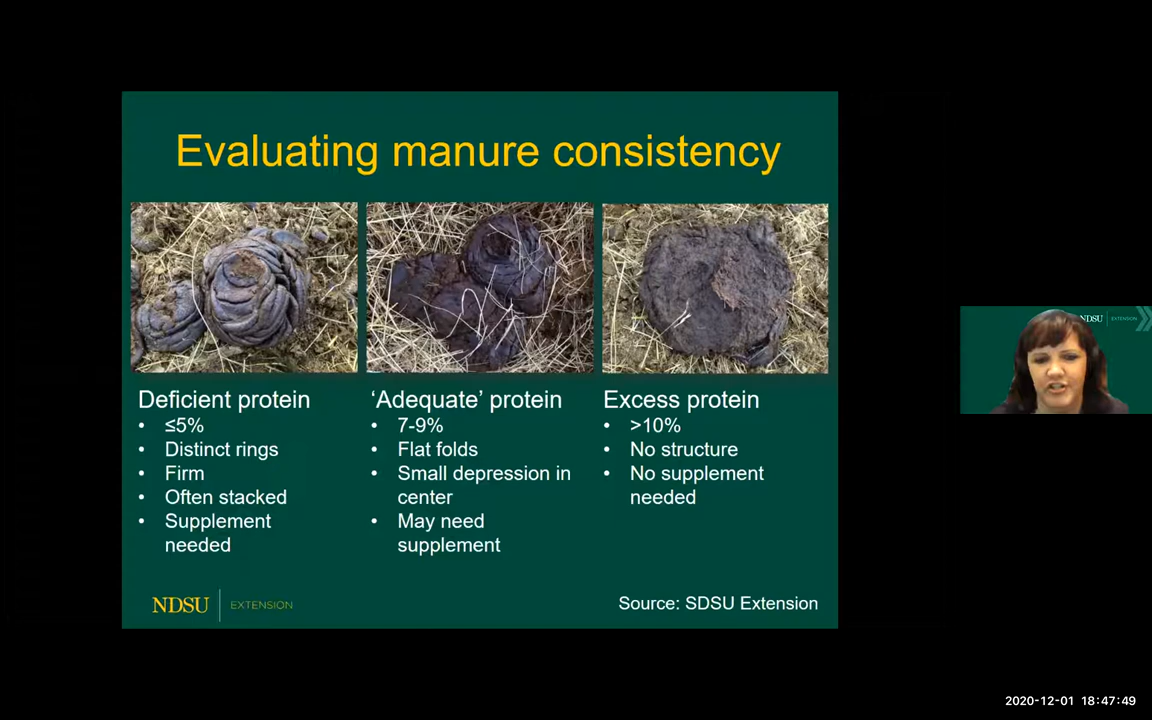 Evaluating manure consistency
Deficient protein
• ≤5%
• Distinct rings
• Firm
• Often stacked
• Supplement
needed
‘Adequate’ protein
• 7-9%
• Flat folds
• Small depression in
center
• May need
supplement
Excess protein
• >10%
• No structure
• No supplement
needed
NDSU EXTENSION
Source: SDSU Extension
NDSU EXTENSION
2020-12-01 18:47:49